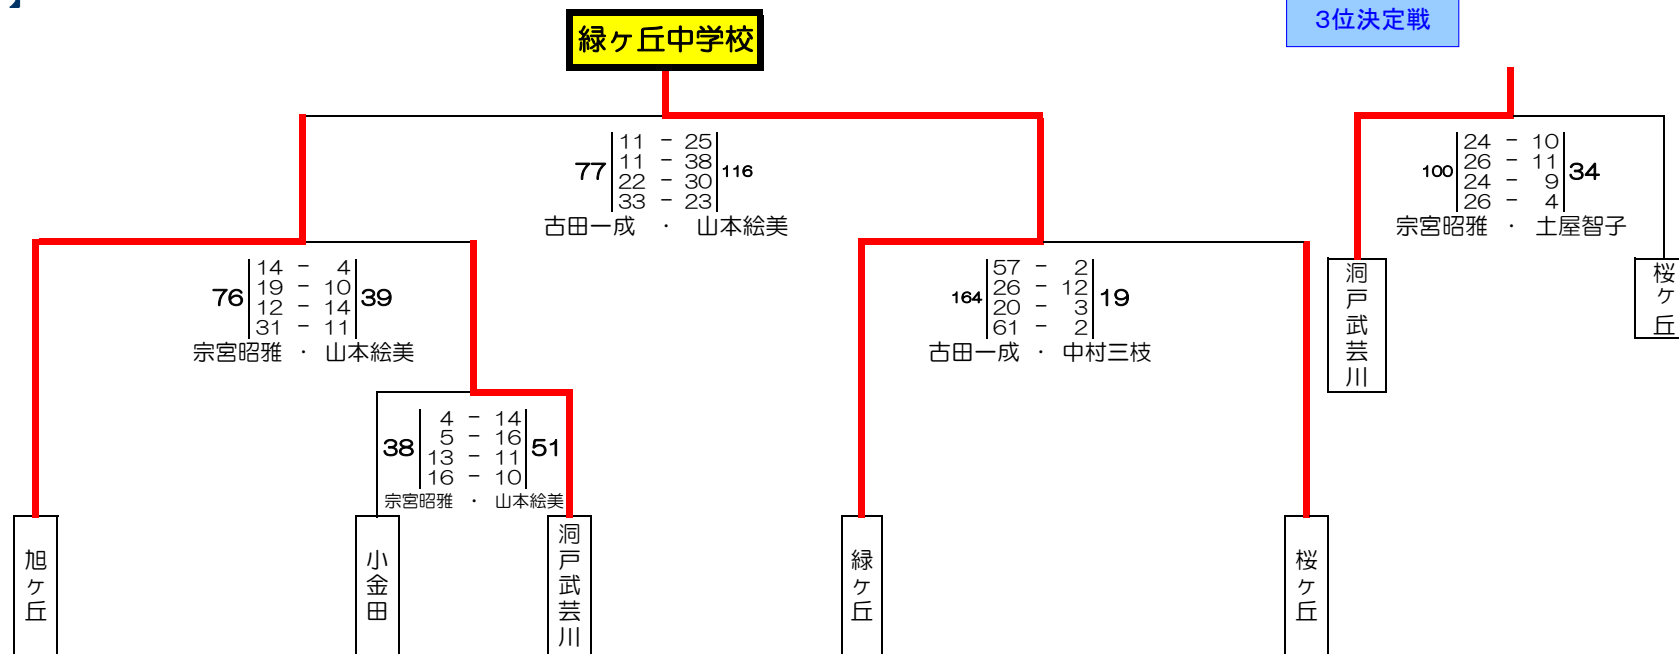 】
緑ヶ丘中学校
3位決定戦
77 11 - 25 116
11 - 38
22 - 30
33 - 23
古田一成 ・ 山本絵美
100 24 - 10 34
26 - 11
24 - 9
26 - 4
宗宮昭雅 ・ 土屋智子
洞戸武芸川
桜ヶ丘
76 14 - 4 39
19 - 10
12 - 14
31 - 11
宗宮昭雅 ・ 山本絵美
164 57 - 2 19
26 - 12
20 - 3
61 - 2
古田一成 ・ 中村三枝
38 4 - 14 51
5 - 16
13 - 11
16 - 10
宗宮昭雅 ・ 山本絵美
旭ヶ丘
小金田
洞戸武芸川
緑ヶ丘
桜ヶ丘